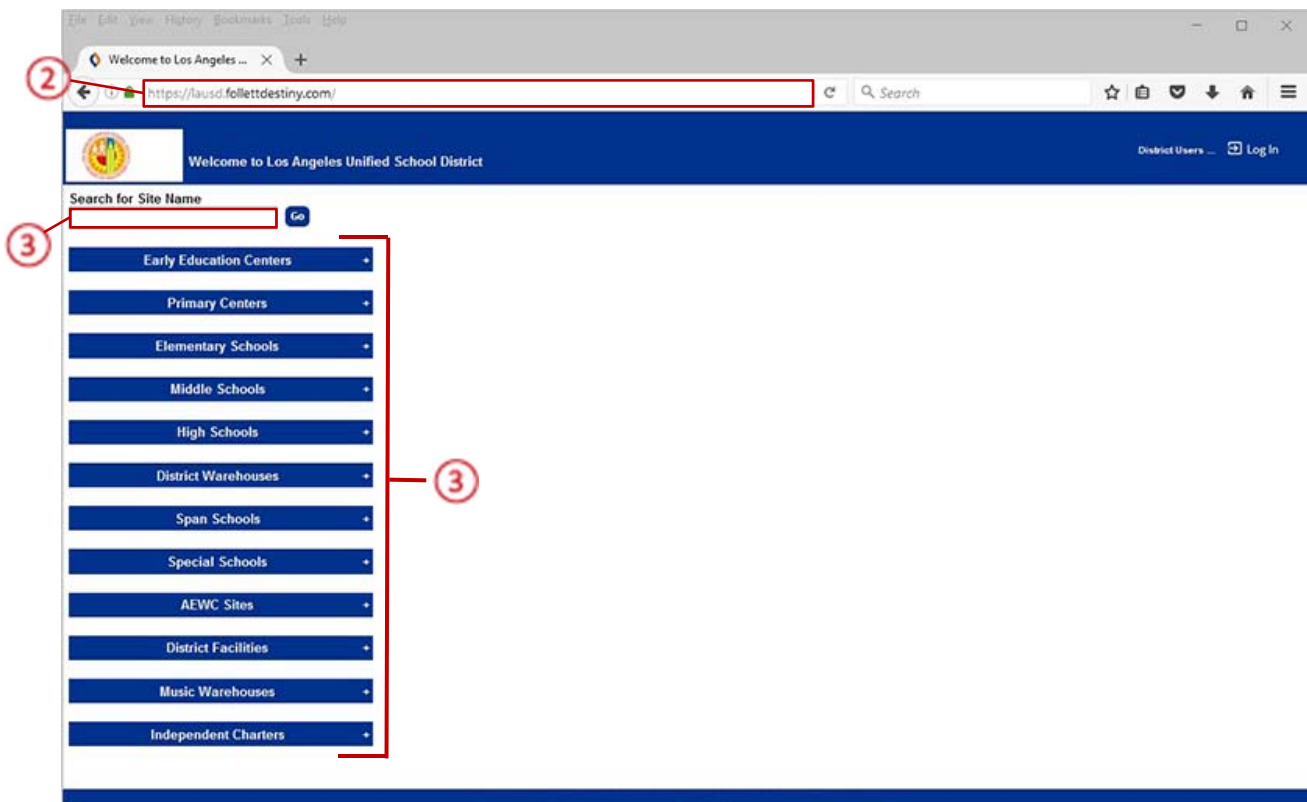 File Edit View History Bookmarks Tools Help
Welcome to Los Angeles ...
2
https://lausd.follettdestiny.com/
Search
Welcome to Los Angeles Unified School District
District Users ... Log In
Search for Site Name
Go
3
Early Education Centers +
Primary Centers +
Elementary Schools +
Middle Schools +
High Schools +
District Warehouses +
3
Span Schools +
Special Schools +
AEWC Sites +
District Facilities +
Music Warehouses +
Independent Charters +